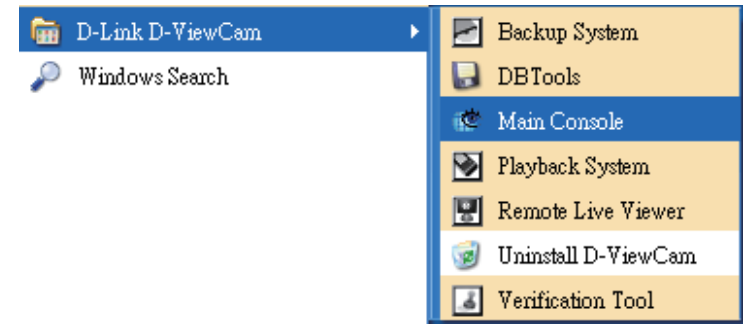 D-Link D-ViewCam
Windows Search
Backup System
DBTools
Main Console
Playback System
Remote Live Viewer
Uninstall D-ViewCam
Verification Tool